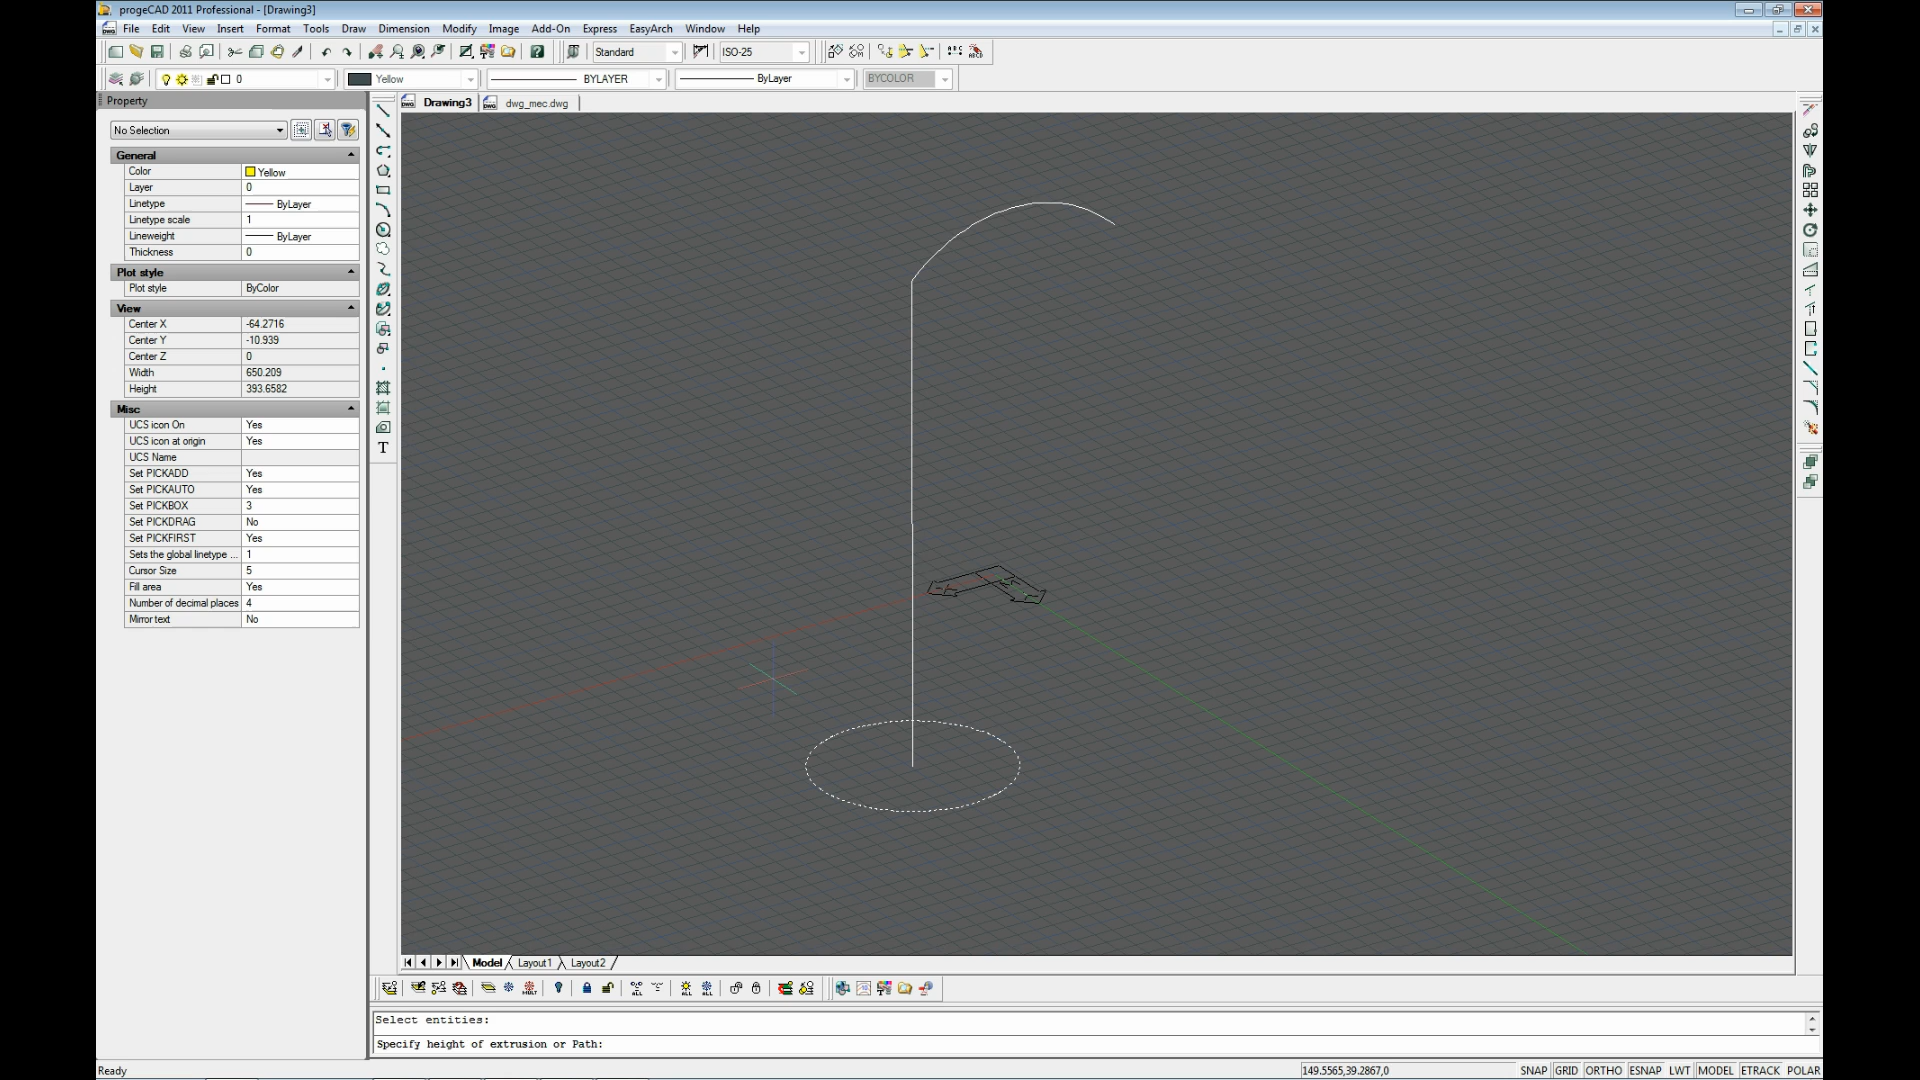 progeCAD 2011 Professional - [Drawing3]
File Edit View Insert Format Tools Draw Dimension Modify Image Add-On Express EasyArch Window Help
Standard ISO-25
0 Yellow BYLAYER ByLayer BYCOLOR
Property
Drawing3 dwg_mec.dwg
No Selection
General
Color Yellow
Layer 0
Linetype ByLayer
Linetype scale 1
Lineweight ByLayer
Thickness 0
Plot style
Plot style ByColor
View
Center X -64.2716
Center Y -10.939
Center Z 0
Width 650.209
Height 393.6582
Misc
UCS icon On Yes
UCS icon at origin Yes
UCS Name
Set PICKADD Yes
Set PICKAUTO Yes
Set PICKBOX 3
Set PICKDRAG No
Set PICKFIRST Yes
Sets the global linetype ... 1
Cursor Size 5
Fill area Yes
Number of decimal places 4
Mirror text No
T
Model Layout1 Layout2
Select entities:
Specify height of extrusion or Path:
Ready 149.5565,39.2867,0 SNAP GRID ORTHO ESNAP LWT MODEL ETRACK POLAR